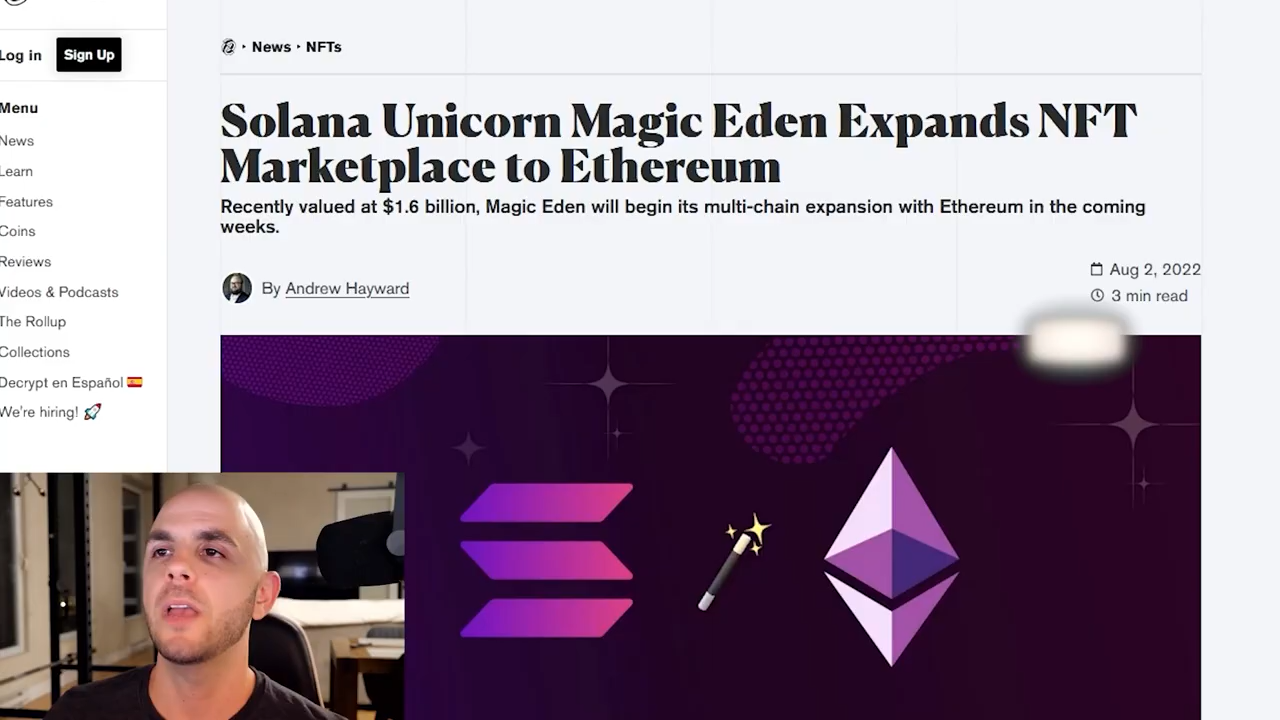 Log in
Sign Up
Menu
News
Learn
Features
Coins
Reviews
Videos & Podcasts
The Rollup
Collections
Decrypt en Español 🇪🇸
We're hiring! 🚀
News ‣ NFTs
Solana Unicorn Magic Eden Expands NFT
Marketplace to Ethereum
Recently valued at $1.6 billion, Magic Eden will begin its multi-chain expansion with Ethereum in the coming
weeks.
By Andrew Hayward
Aug 2, 2022
3 min read